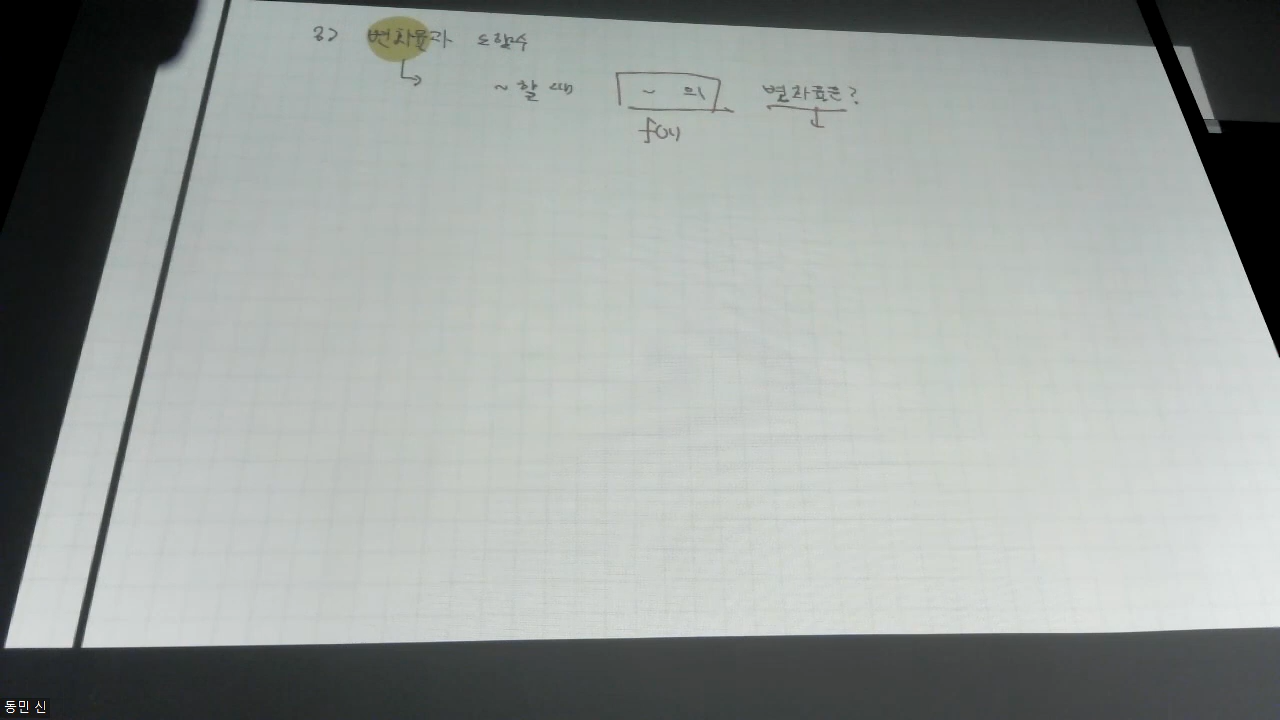 3) 변화율과 도함수
~ 할 때 ~ 의 변화율은?
f(x)
동민 신